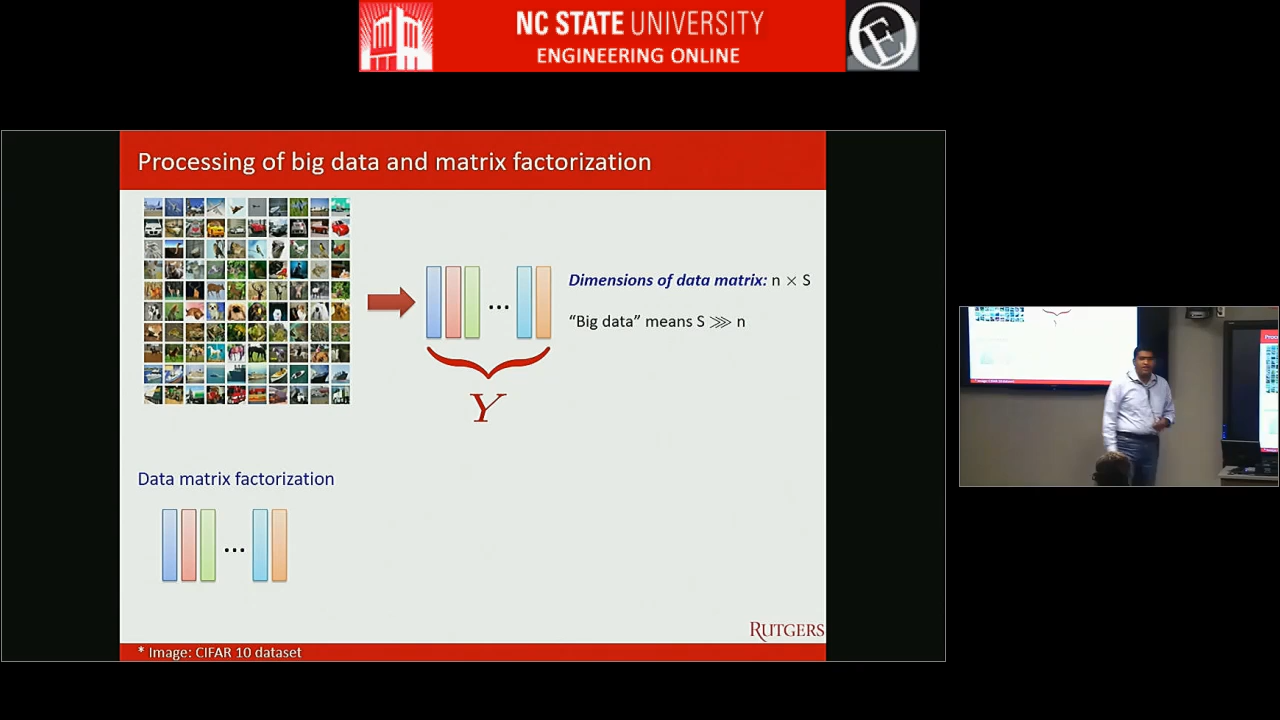 NC STATE UNIVERSITY
ENGINEERING ONLINE
Processing of big data and matrix factorization
Dimensions of data matrix: n × S
"Big data" means S ⋙ n
...
Y
Data matrix factorization
...
RUTGERS
* Image: CIFAR 10 dataset